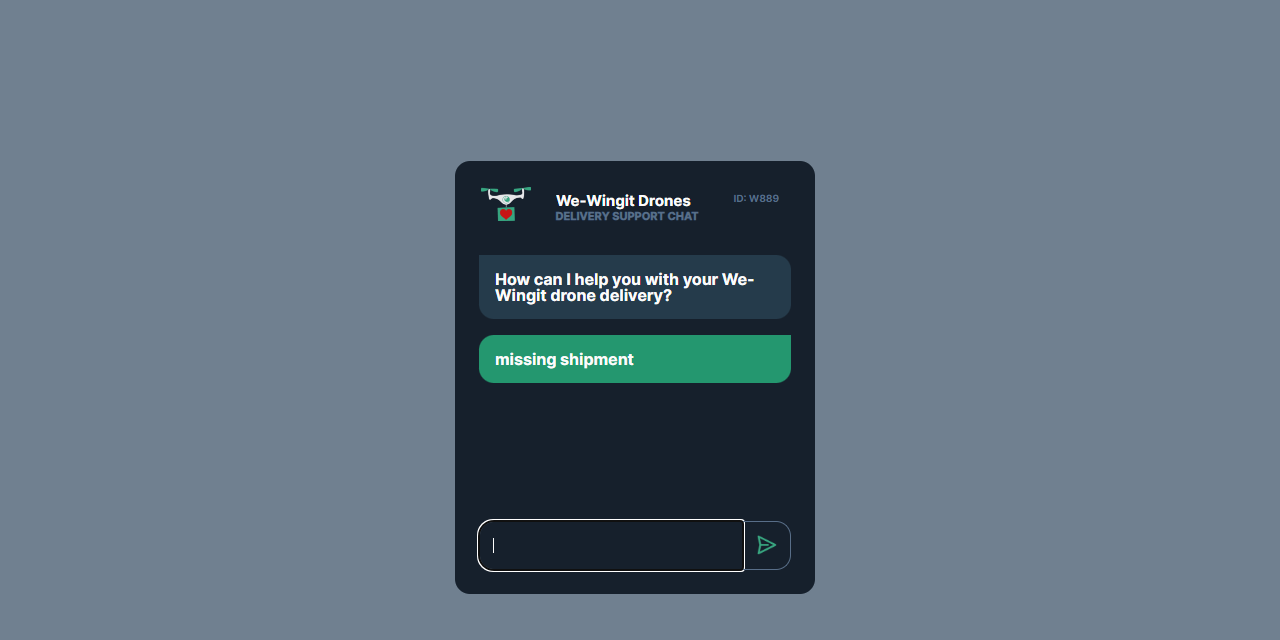 We-Wingit Drones
DELIVERY SUPPORT CHAT
ID: W889
How can I help you with your We-
Wingit drone delivery?
missing shipment